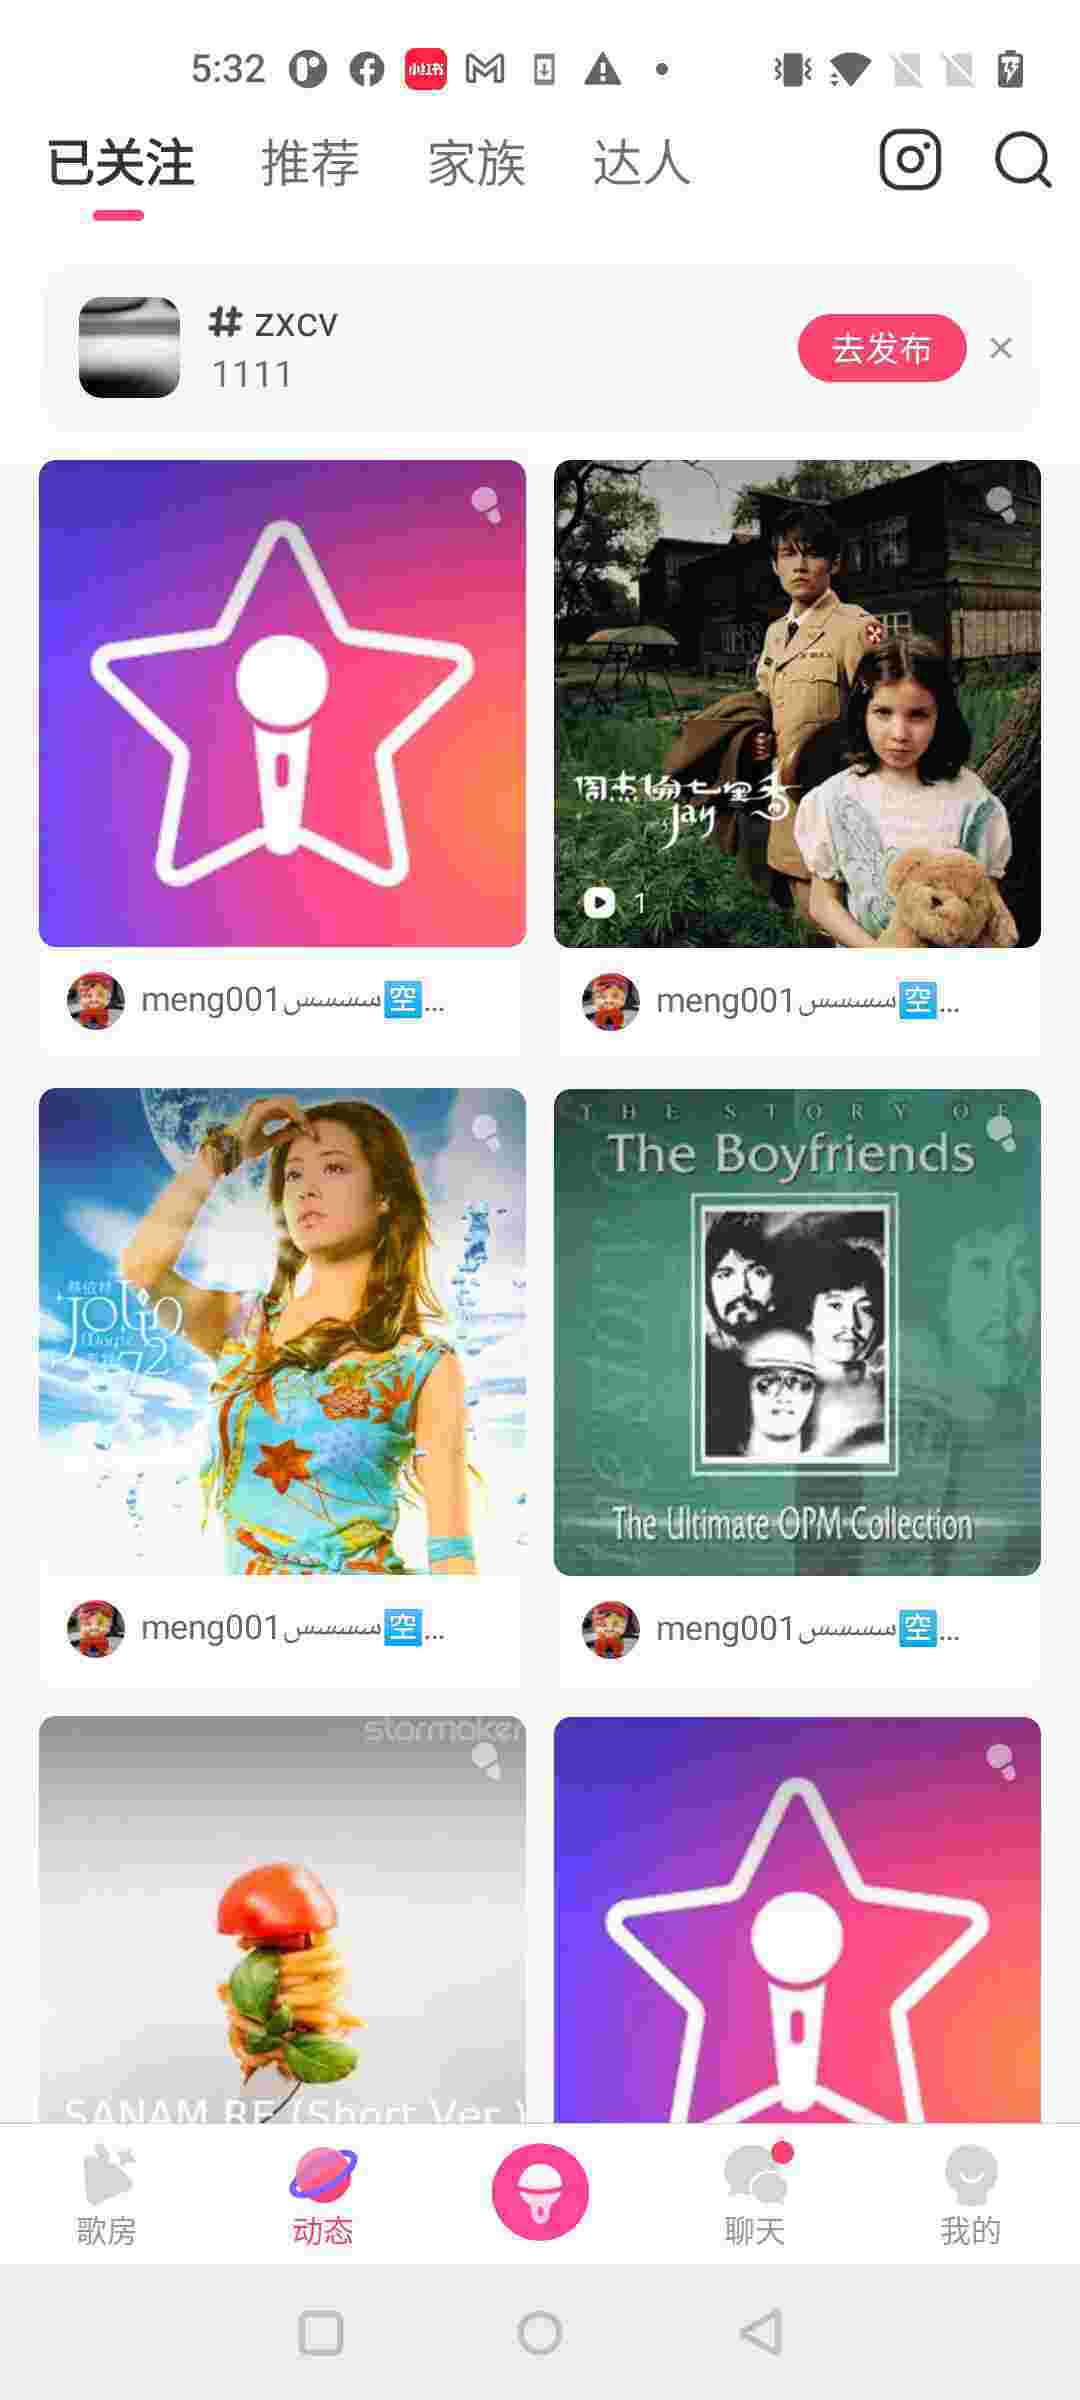 5:32
已关注 推荐 家族 达人
# zxcv
1111
去发布
周杰倫七里香
Jay
1
meng001سسسسس空...
meng001سسسسس空...
蔡依林
Jolin
Magic
72
THE STORY OF
The Boyfriends
The Ultimate OPM Collection
meng001سسسسس空...
meng001سسسسس空...
starmaker
SANAM RE (Short Ver.)
歌房 动态 聊天 我的